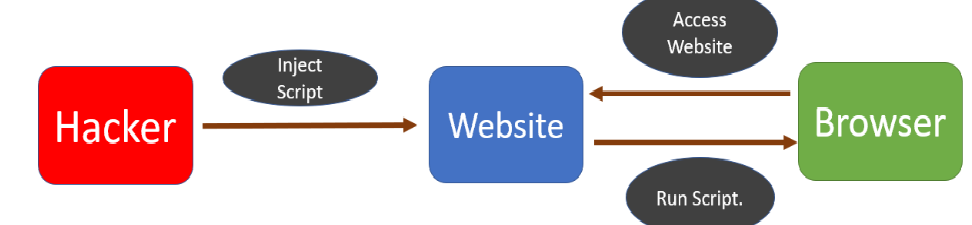 Hacker
Inject
Script
Website
Access
Website
Run Script.
Browser